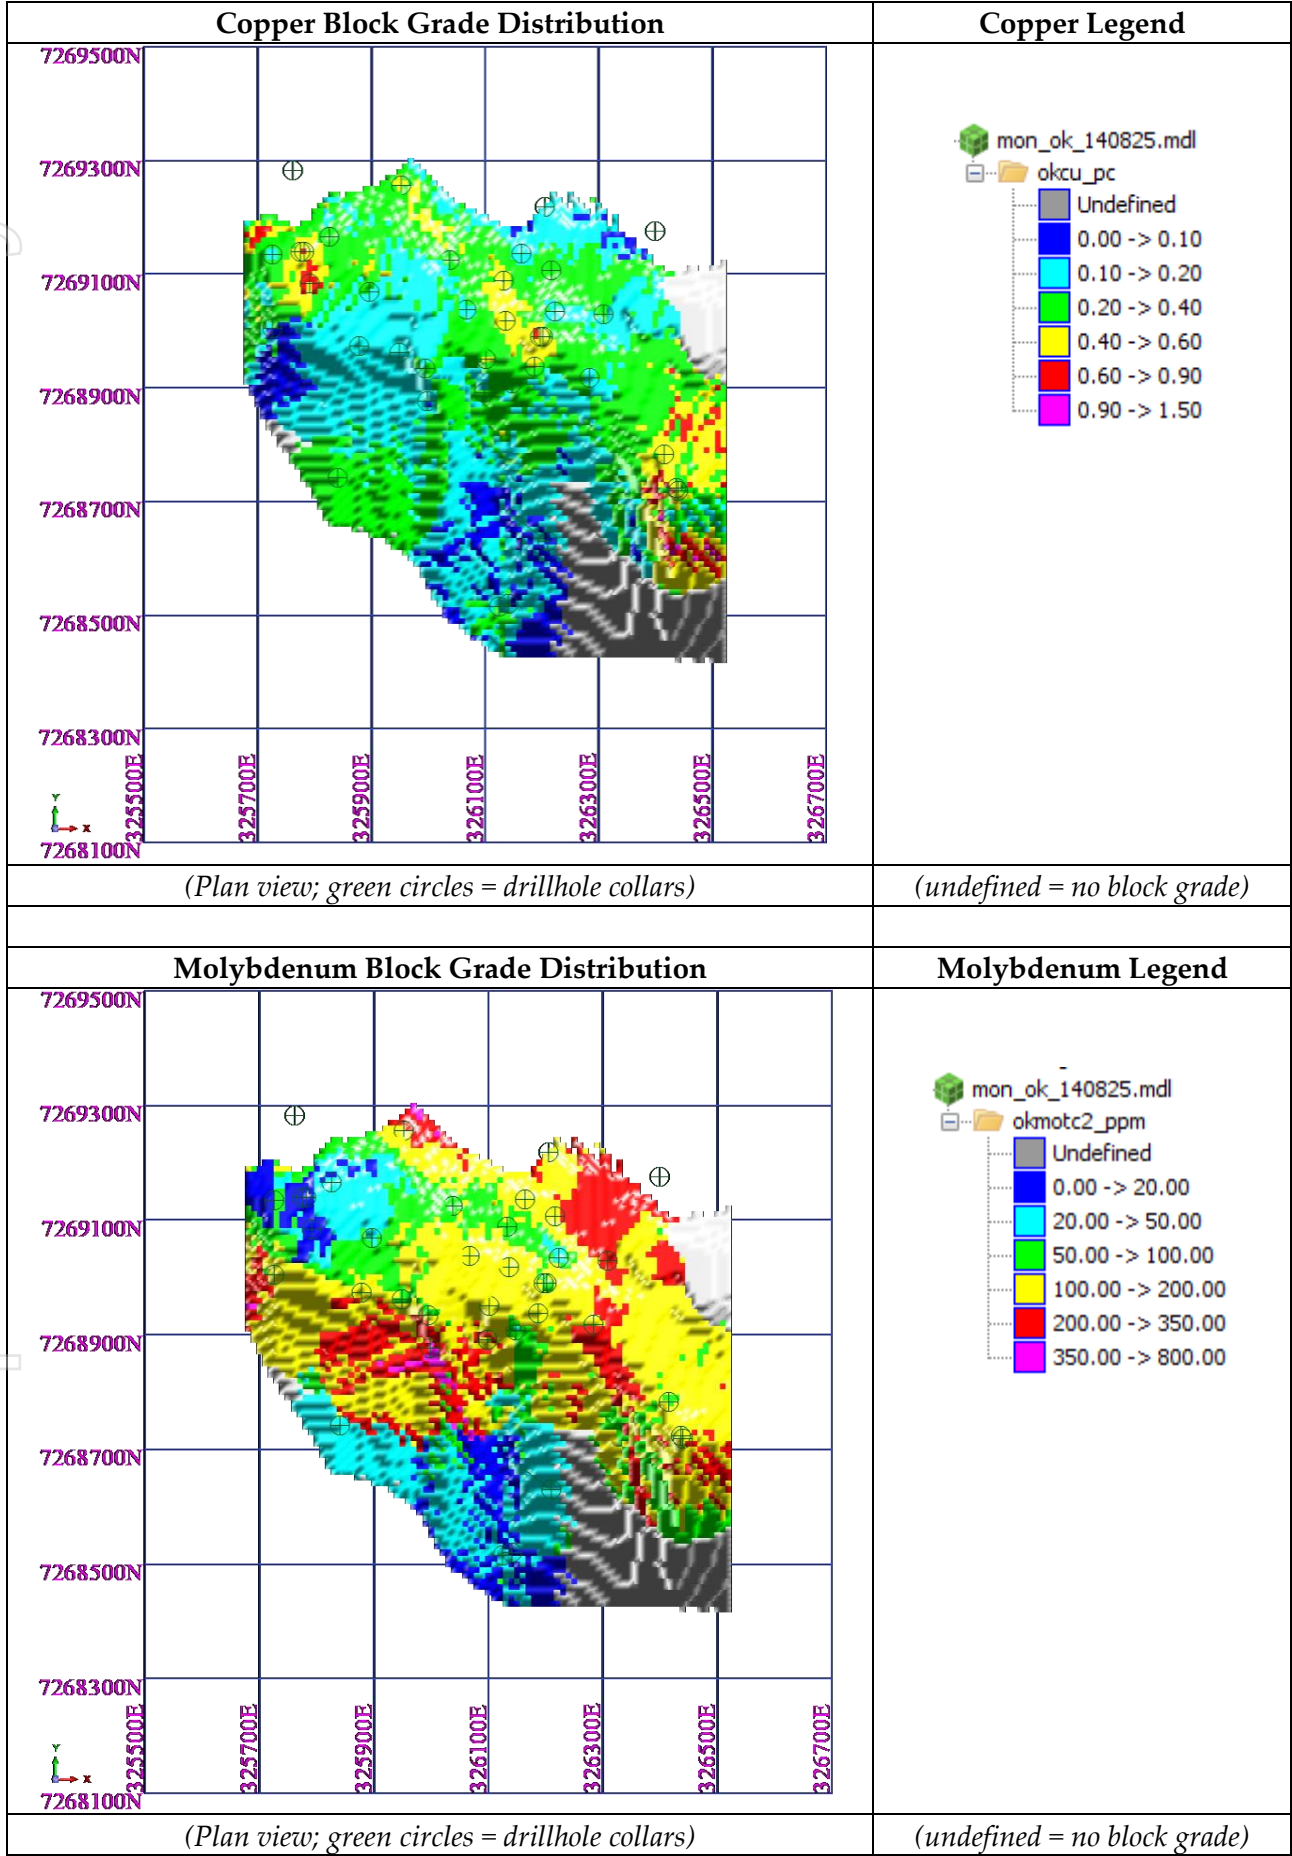 Copper Block Grade Distribution
Copper Legend
7269500N
7269300N
7269100N
7268900N
7268700N
7268500N
7268300N
7268100N
325500E
325700E
325900E
326100E
326300E
326500E
326700E
Y
X
mon_ok_140825.mdl
okcu_pc
Undefined
0.00 -> 0.10
0.10 -> 0.20
0.20 -> 0.40
0.40 -> 0.60
0.60 -> 0.90
0.90 -> 1.50
(Plan view; green circles = drillhole collars)
(undefined = no block grade)
Molybdenum Block Grade Distribution
Molybdenum Legend
7269500N
7269300N
7269100N
7268900N
7268700N
7268500N
7268300N
7268100N
325500E
325700E
325900E
326100E
326300E
326500E
326700E
Y
X
mon_ok_140825.mdl
okmotc2_ppm
Undefined
0.00 -> 20.00
20.00 -> 50.00
50.00 -> 100.00
100.00 -> 200.00
200.00 -> 350.00
350.00 -> 800.00
(Plan view; green circles = drillhole collars)
(undefined = no block grade)